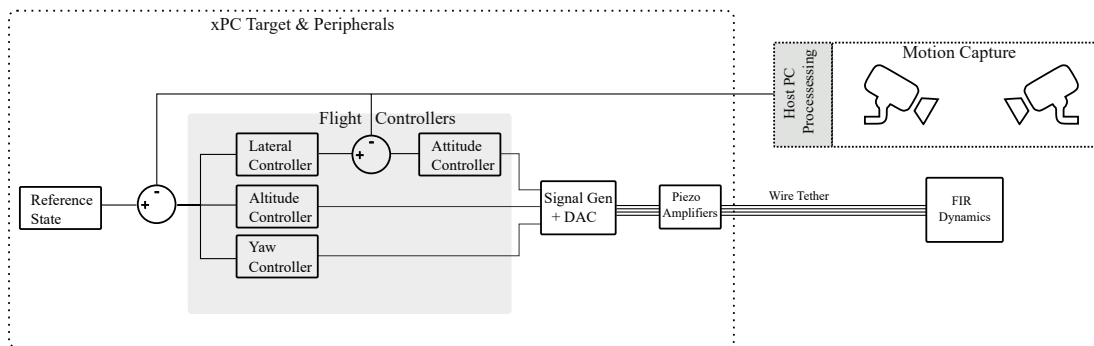 xPC Target & Peripherals
Motion Capture
Host PC
Processessing
Flight Controllers
Lateral
Controller
Attitude
Controller
Reference
State
Altitude
Controller
Signal Gen
+ DAC
Piezo
Amplifiers
Wire Tether
FIR
Dynamics
Yaw
Controller
+
-
+
-